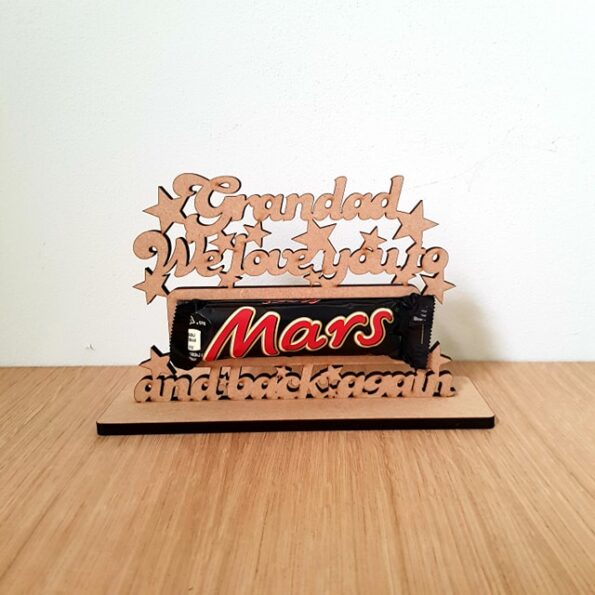 Grandad
We love you to
Mars
and back again